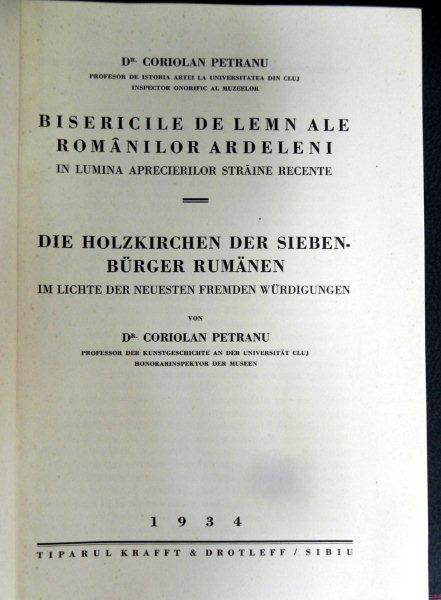 DR. CORIOLAN PETRANU
PROFESOR DE ISTORIA ARTEI LA UNIVERSITATEA DIN CLUJ
INSPECTOR ONORIFIC AL MUZEELOR
BISERICILE DE LEMN ALE
ROMÂNILOR ARDELENI
IN LUMINA APRECIERILOR STRĂINE RECENTE
DIE HOLZKIRCHEN DER SIEBEN-
BÜRGER RUMÄNEN
IM LICHTE DER NEUESTEN FREMDEN WÜRDIGUNGEN
VON
DR. CORIOLAN PETRANU
PROFESSOR DER KUNSTGESCHICHTE AN DER UNIVERSITÄT CLUJ
HONORARINSPEKTOR DER MUSEEN
1934
TIPARUL KRAFFT & DROTLEFF / SIBIU